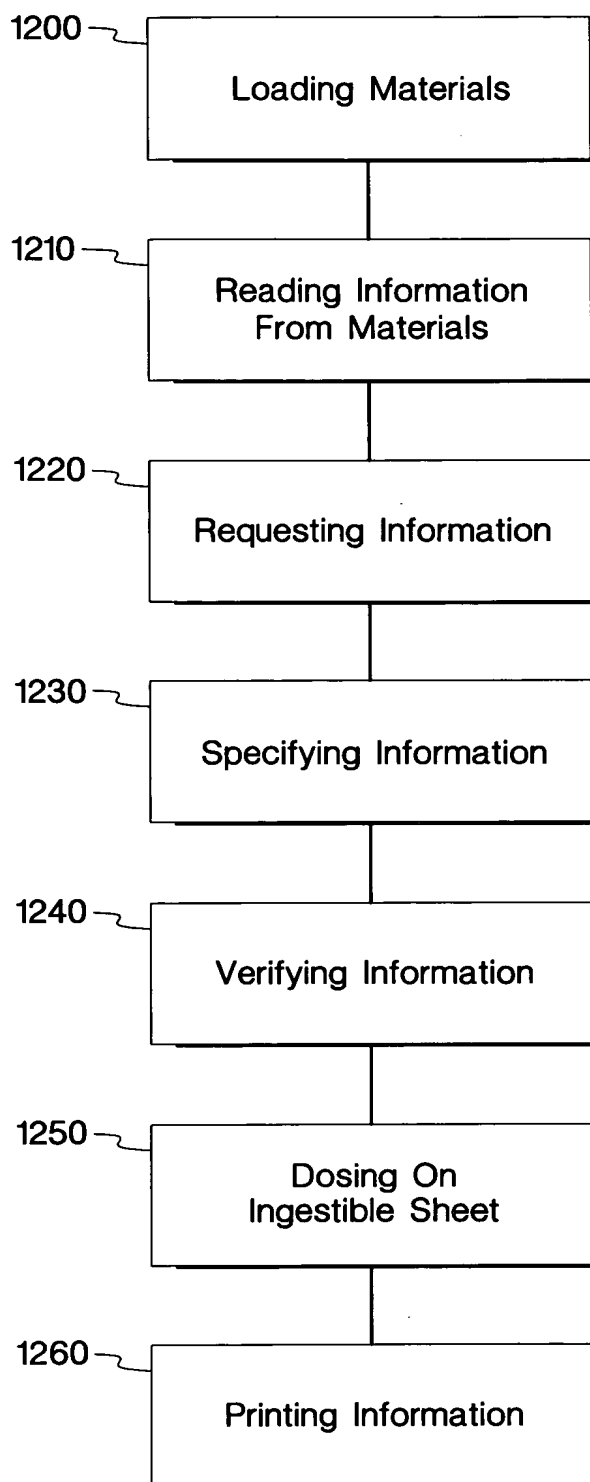 1200
Loading Materials
1210
Reading Information
From Materials
1220
Requesting Information
1230
Specifying Information
1240
Verifying Information
1250
Dosing On
Ingestible Sheet
1260
Printing Information